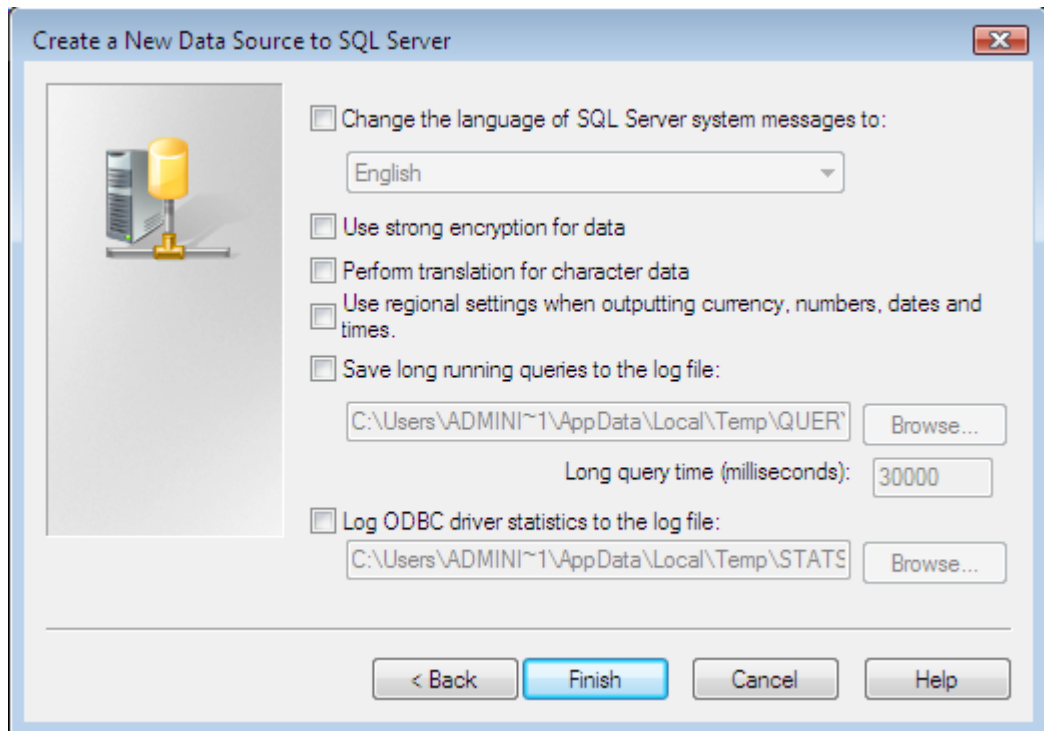 Create a New Data Source to SQL Server
Change the language of SQL Server system messages to:
English
Use strong encryption for data
Perform translation for character data
Use regional settings when outputting currency, numbers, dates and
times.
Save long running queries to the log file:
C:\Users\ADMINI~1\AppData\Local\Temp\QUERY
Browse...
Long query time (milliseconds):
30000
Log ODBC driver statistics to the log file:
C:\Users\ADMINI~1\AppData\Local\Temp\STATS
Browse...
< Back
Finish
Cancel
Help